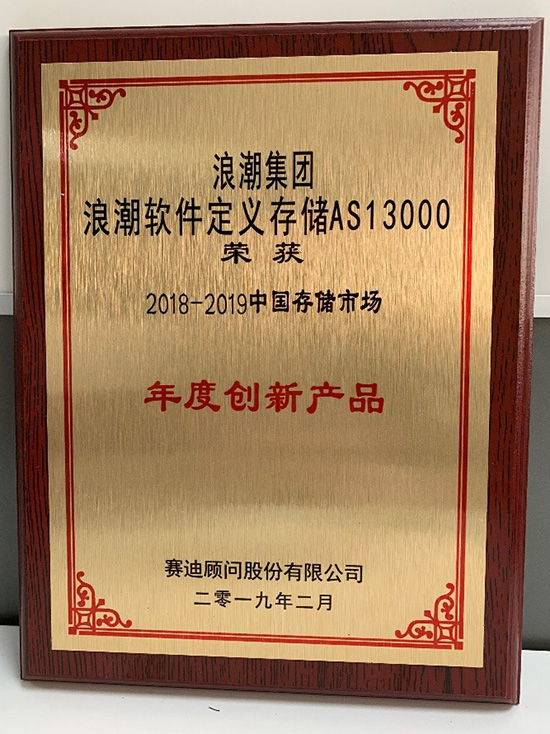 浪潮集团
浪潮软件定义存储AS13000
荣获
2018-2019中国存储市场
年度创新产品
赛迪顾问股份有限公司
二零一九年二月